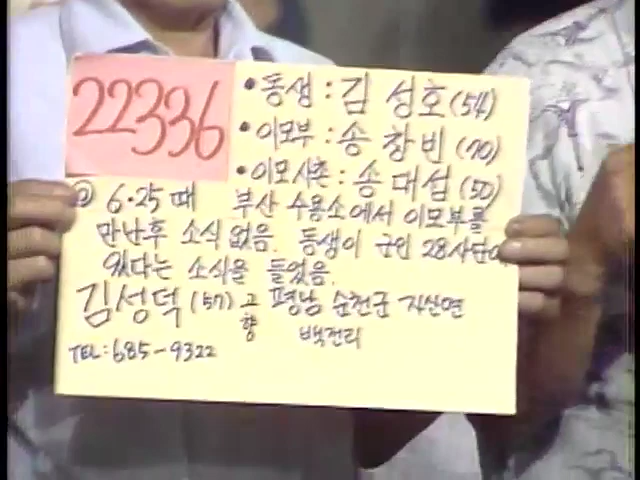 22336
• 동생 : 김 성호 (54)
• 이모부 : 송 창빈 (70)
• 이모사촌 : 송 대섭 (50)
@ 6·25 때 부산 수용소에서 이모부를
만난후 소식없음. 동생이 군인 28사단에
있다는 소식을 들었음.
김성덕 (57) 고향 평남 순천군 자산면
백전리
TEL : 685-9322